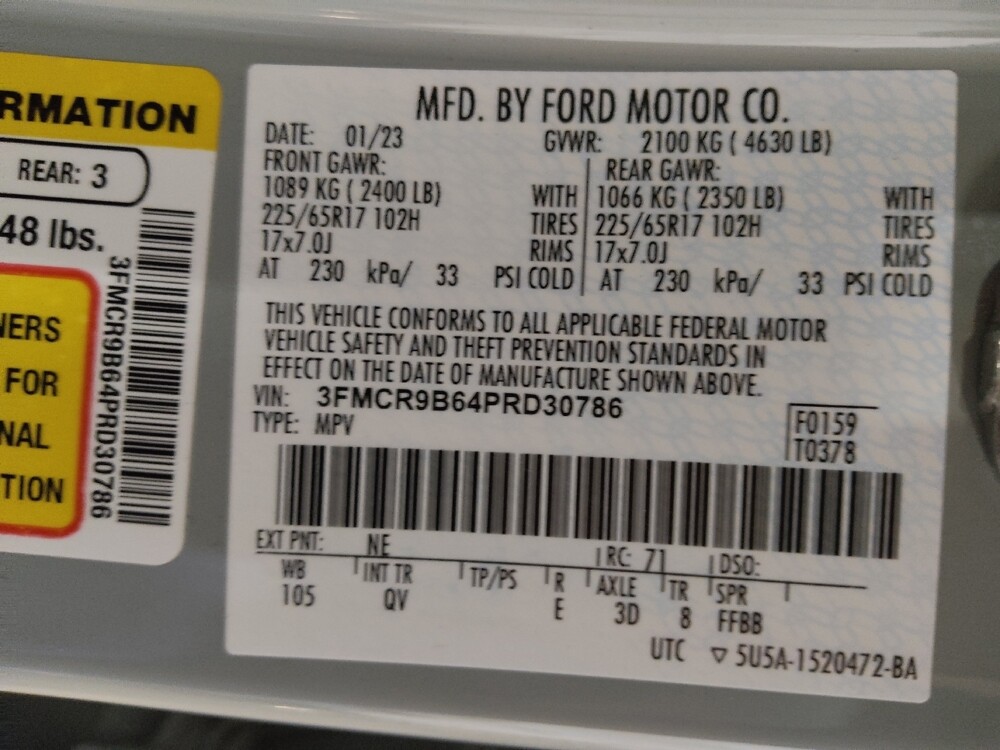 RMATION
REAR: 3
48 lbs.
NERS
FOR
NAL
TION
3FMCR9B64PRD30786
MFD. BY FORD MOTOR CO.
DATE: 01/23 GVWR: 2100 KG ( 4630 LB)
FRONT GAWR: REAR GAWR:
1089 KG ( 2400 LB) WITH 1066 KG ( 2350 LB) WITH
225/65R17 102H TIRES 225/65R17 102H TIRES
17x7.0J RIMS 17x7.0J RIMS
AT 230 kPa/ 33 PSI COLD AT 230 kPa/ 33 PSI COLD
THIS VEHICLE CONFORMS TO ALL APPLICABLE FEDERAL MOTOR
VEHICLE SAFETY AND THEFT PREVENTION STANDARDS IN
EFFECT ON THE DATE OF MANUFACTURE SHOWN ABOVE.
VIN: 3FMCR9B64PRD30786
TYPE: MPV
F0159
T0378
EXT PNT: NE RC: 71 DSO:
WB INT TR TP/PS R AXLE TR SPR
105 QV E 3D 8 FFBB
UTC ▽ 5U5A-1520472-BA